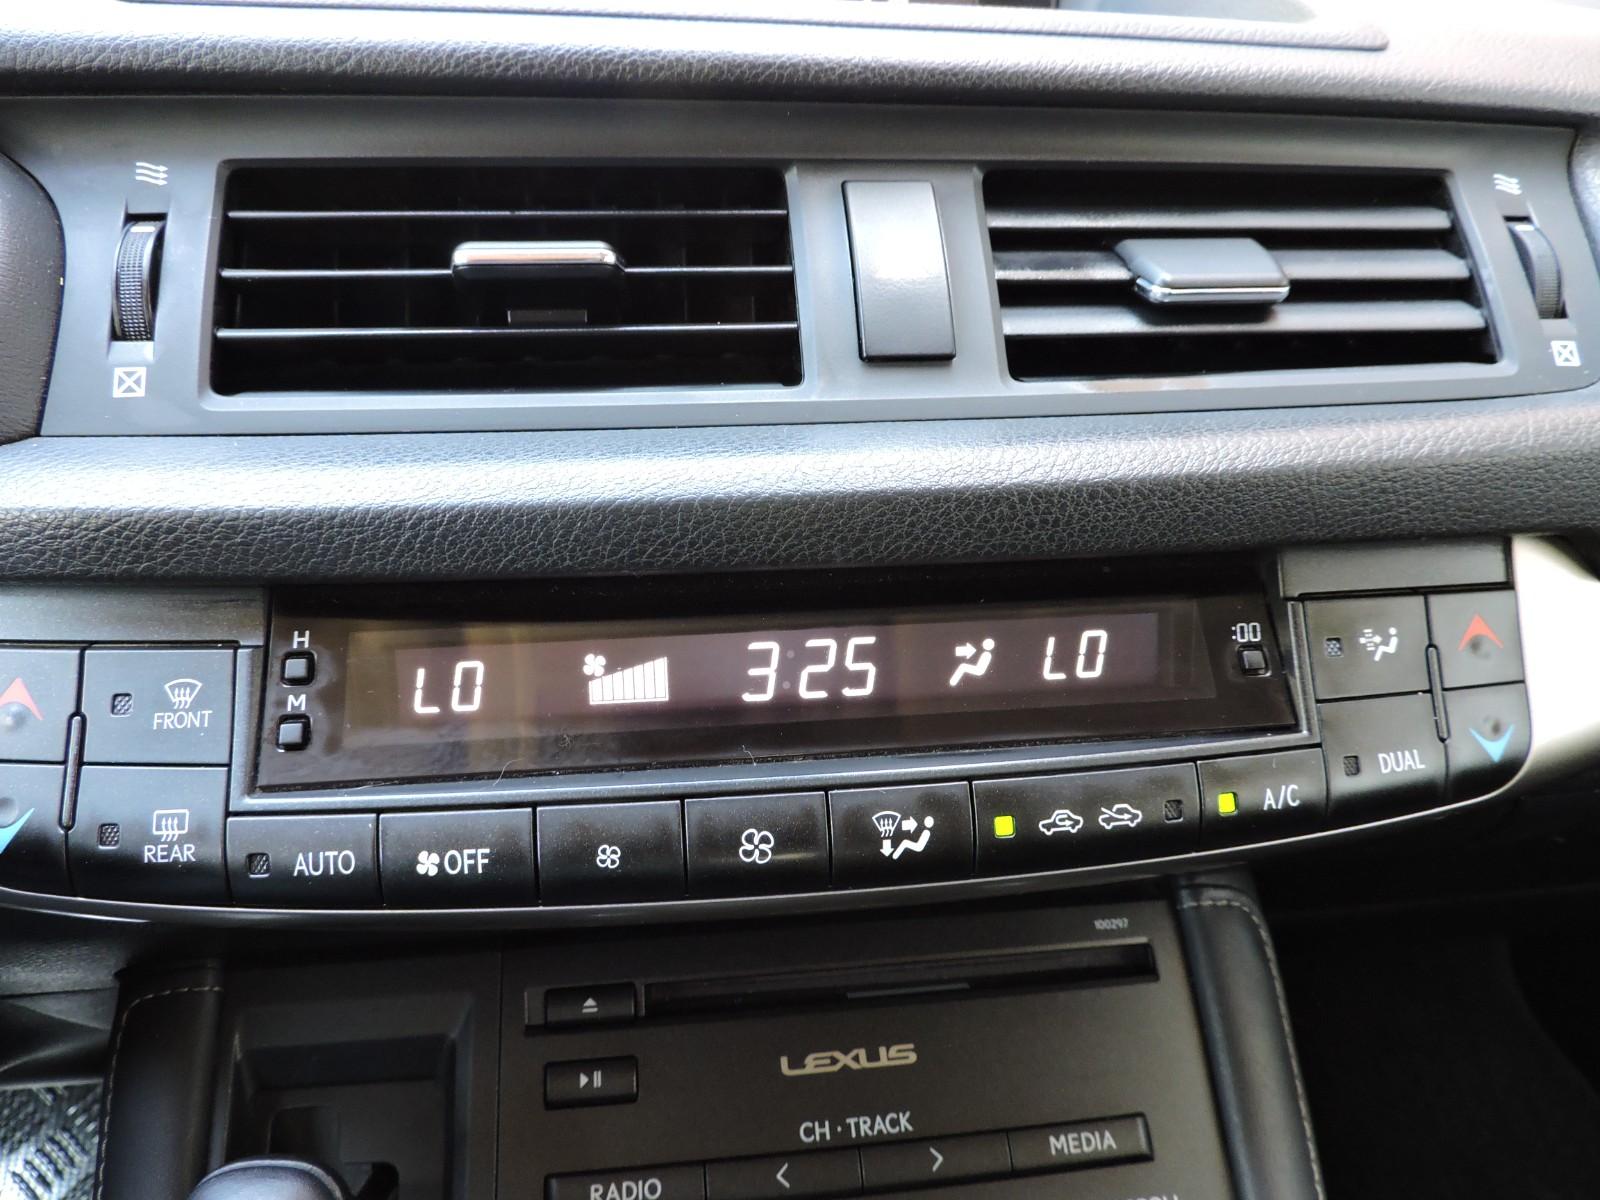 H
M
LO 3:25 LO
:00
FRONT
REAR
AUTO
OFF
A/C
DUAL
100297
LEXUS
CH · TRACK
RADIO
MEDIA